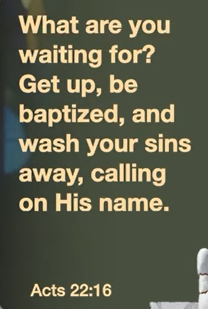 What are you
waiting for?
Get up, be
baptized, and
wash your sins
away, calling
on His name.
Acts 22:16